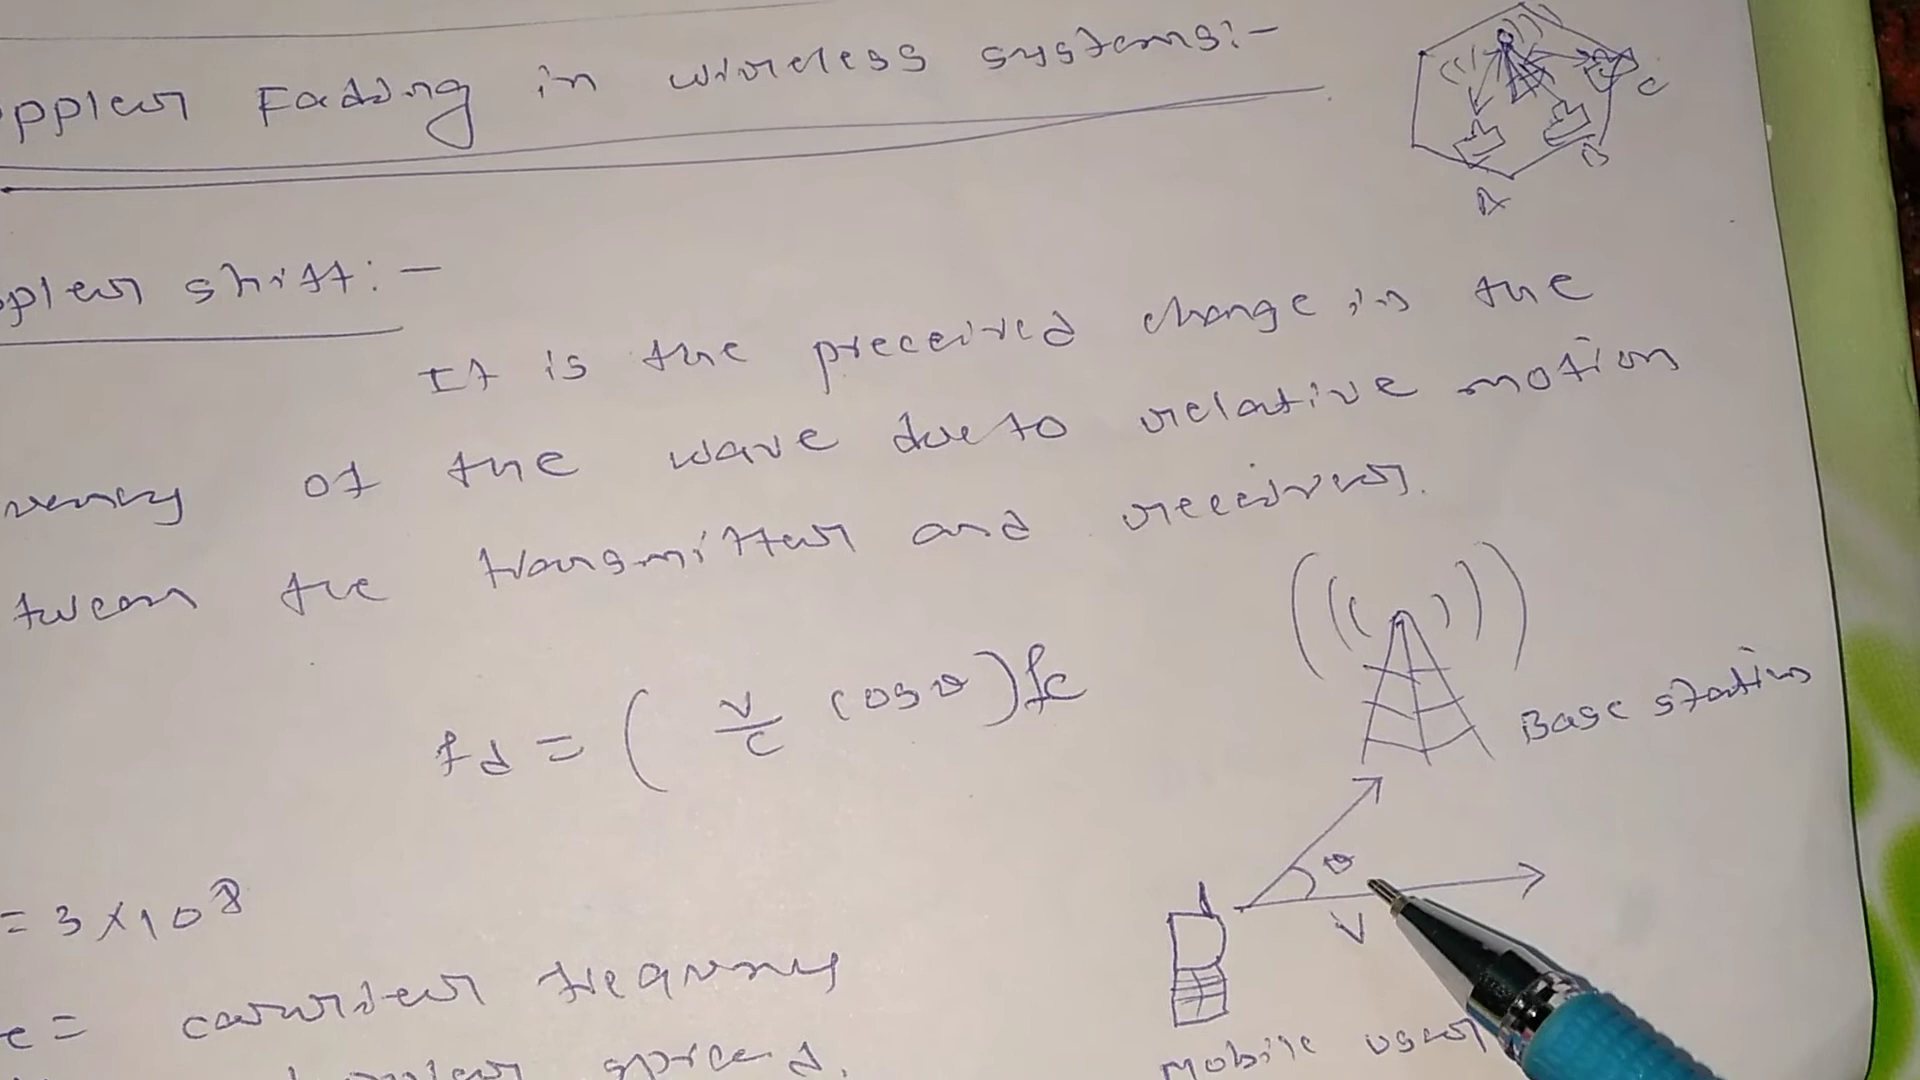 ppler Fading in wireless systems:-
C
B
A
ppler shift:-
It is the preceived change in the
uency of the wave due to relative motion
tween the transmitter and receiver.
fd = ( v/c cosθ ) fc
Base station
θ
V
= 3 × 10^8
c = carrier frequency
spread.
Mobile user